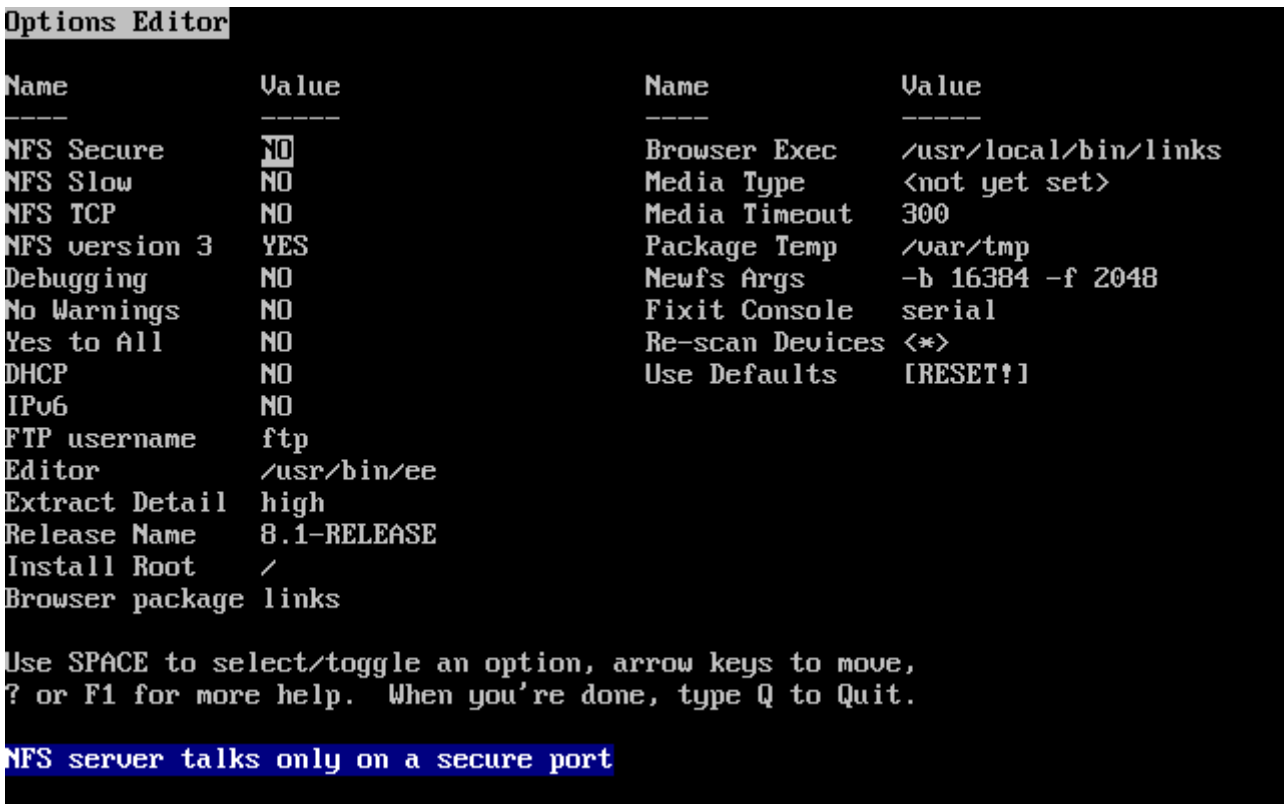 Options Editor
Name Value Name Value
---- ----- ---- -----
NFS Secure NO Browser Exec /usr/local/bin/links
NFS Slow NO Media Type <not yet set>
NFS TCP NO Media Timeout 300
NFS version 3 YES Package Temp /var/tmp
Debugging NO Newfs Args -b 16384 -f 2048
No Warnings NO Fixit Console serial
Yes to All NO Re-scan Devices <*>
DHCP NO Use Defaults [RESET!]
IPv6 NO
FTP username ftp
Editor /usr/bin/ee
Extract Detail high
Release Name 8.1-RELEASE
Install Root /
Browser package links
Use SPACE to select/toggle an option, arrow keys to move,
? or F1 for more help. When you're done, type Q to Quit.
NFS server talks only on a secure port